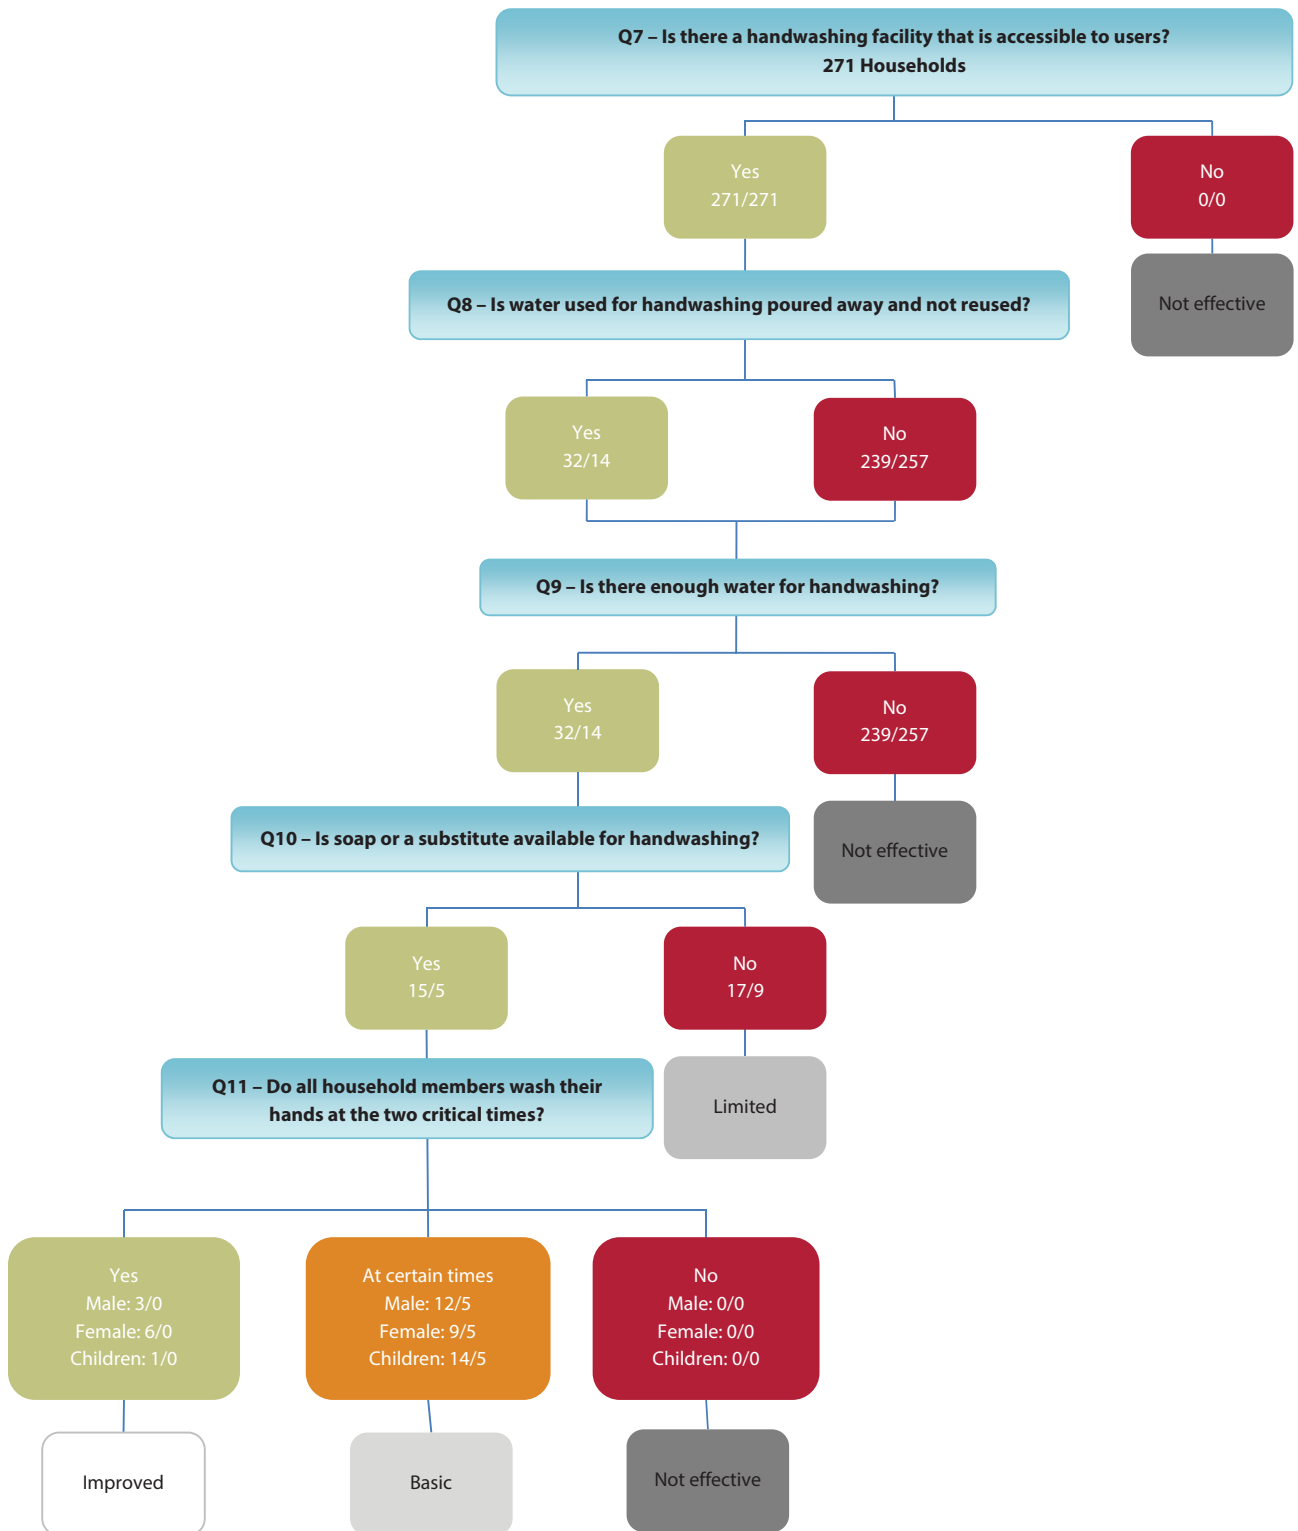 Q7 – Is there a handwashing facility that is accessible to users?
271 Households
Yes
271/271
No
0/0
Not effective
Q8 – Is water used for handwashing poured away and not reused?
Yes
32/14
No
239/257
Q9 – Is there enough water for handwashing?
Yes
32/14
No
239/257
Not effective
Q10 – Is soap or a substitute available for handwashing?
Yes
15/5
No
17/9
Limited
Q11 – Do all household members wash their
hands at the two critical times?
Yes
Male: 3/0
Female: 6/0
Children: 1/0
At certain times
Male: 12/5
Female: 9/5
Children: 14/5
No
Male: 0/0
Female: 0/0
Children: 0/0
Improved
Basic
Not effective